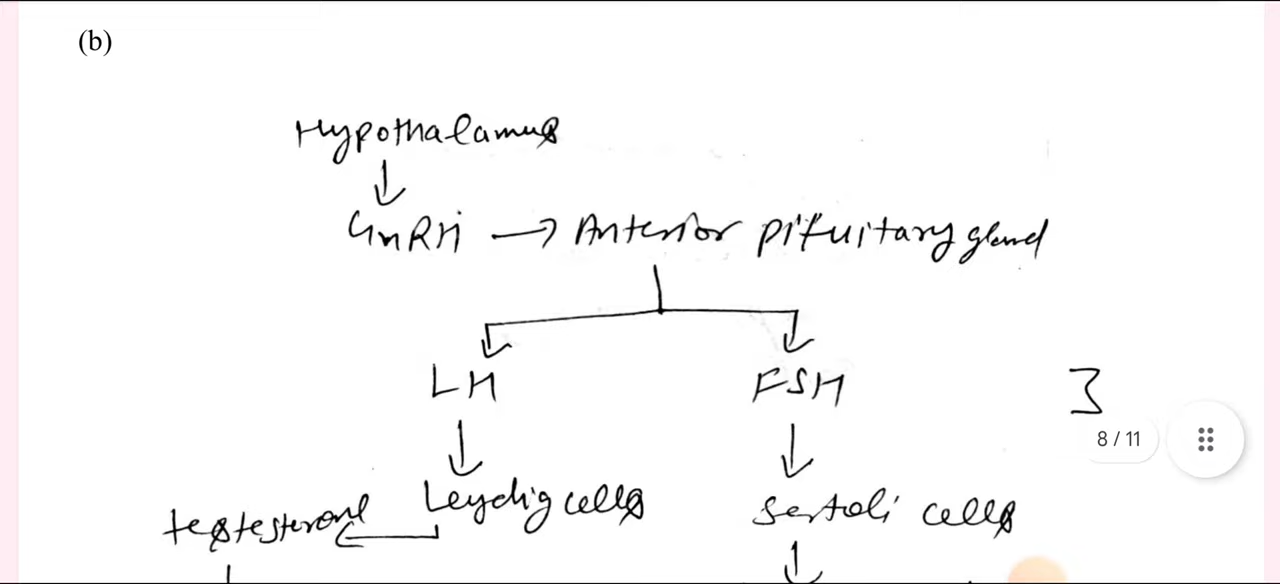 (b)
Hypothalamus
↓
GnRH → Anterior pituitary gland
LH FSH
3
8 / 11
↓ ↓
Leydig cells Sertoli cells
testesterone
↓